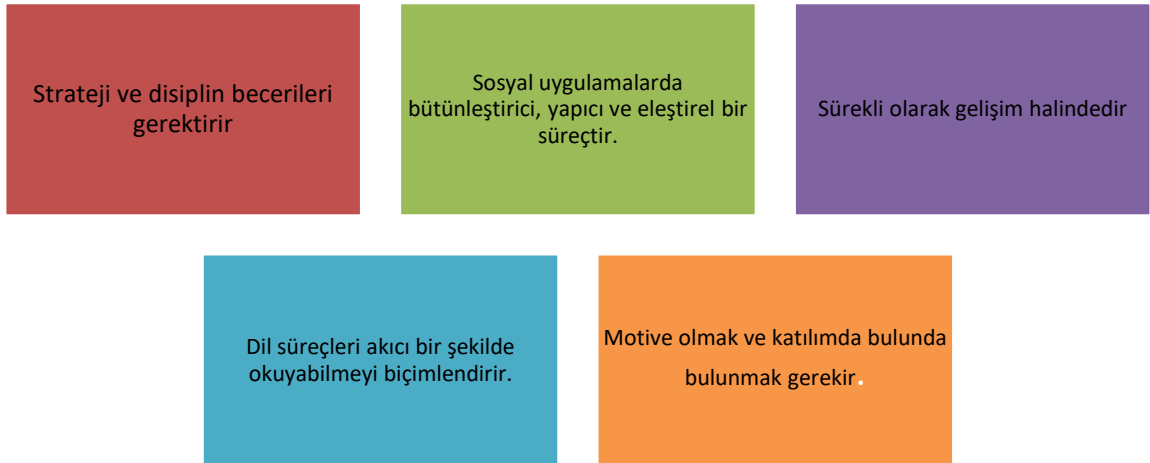 Strateji ve disiplin becerileri
gerektirir
Sosyal uygulamalarda
bütünleştirici, yapıcı ve eleştirel bir
süreçtir.
Sürekli olarak gelişim halindedir
Dil süreçleri akıcı bir şekilde
okuyabilmeyi biçimlendirir.
Motive olmak ve katılımda bulunda
bulunmak gerekir.